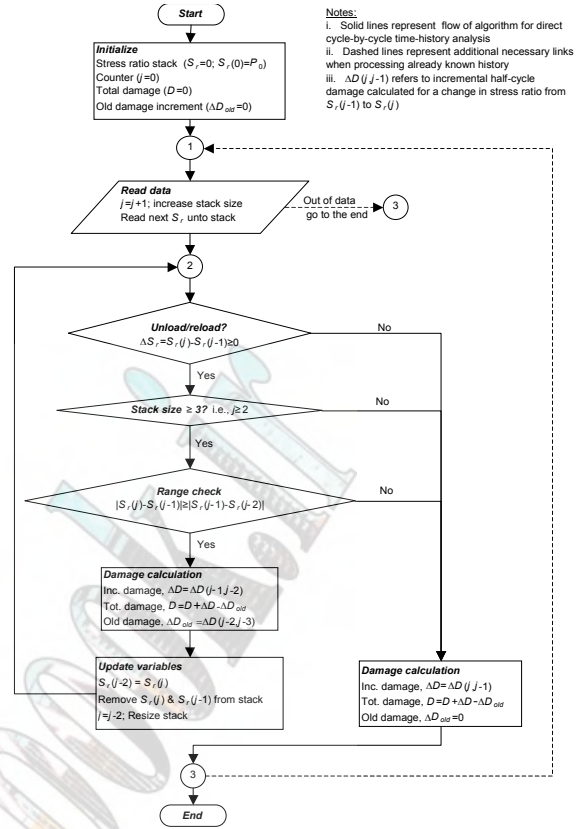 Start
Notes:
i. Solid lines represent flow of algorithm for direct
cycle-by-cycle time-history
analysis
ii. Dashed lines represent additional necessary links
when processing already known history
iii. ΔD(j,j-1) refers to incremental half-cycle
damage calculated for a change in stress ratio from
S_r(j-1) to S_r(j)
Initialize
Stress ratio stack (S_r=0; S_r(0)=P_0)
Counter (j=0)
Total damage (D=0)
Old damage increment (ΔD_old=0)
1
Read data
j=j+1; increase stack size
Read next S_r unto stack
Out of data
go to the end
3
2
Unload/reload?
ΔS_r=S_r(j)-S_r(j-1)≥0
No
Yes
Stack size ≥ 3? i.e., j≥2
No
Yes
Range check
|S_r(j)-S_r(j-1)|≥|S_r(j-1)-S_r(j-2)|
No
Yes
Damage calculation
Inc. damage, ΔD=ΔD(j-1,j-2)
Tot. damage, D=D+ΔD-ΔD_old
Old damage, ΔD_old=ΔD(j-2,j-3)
Update variables
S_r(j-2) = S_r(j)
Remove S_r(j) & S_r(j-1) from stack
j=j-2; Resize stack
Damage calculation
Inc. damage, ΔD=ΔD(j,j-1)
Tot. damage, D=D+ΔD-ΔD_old
Old damage, ΔD_old=0
3
End